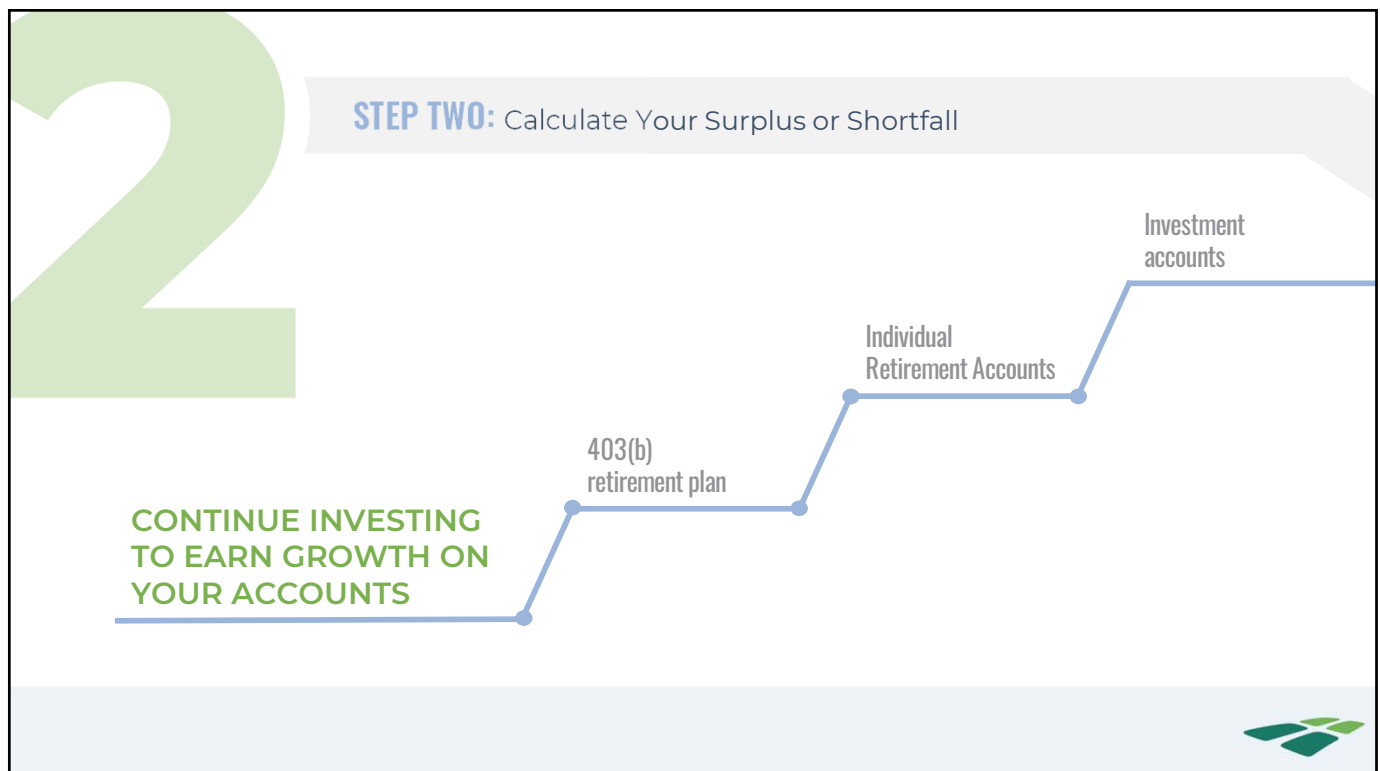 2
STEP TWO: Calculate Your Surplus or Shortfall
Investment
accounts
Individual
Retirement Accounts
403(b)
retirement plan
CONTINUE INVESTING
TO EARN GROWTH ON
YOUR ACCOUNTS